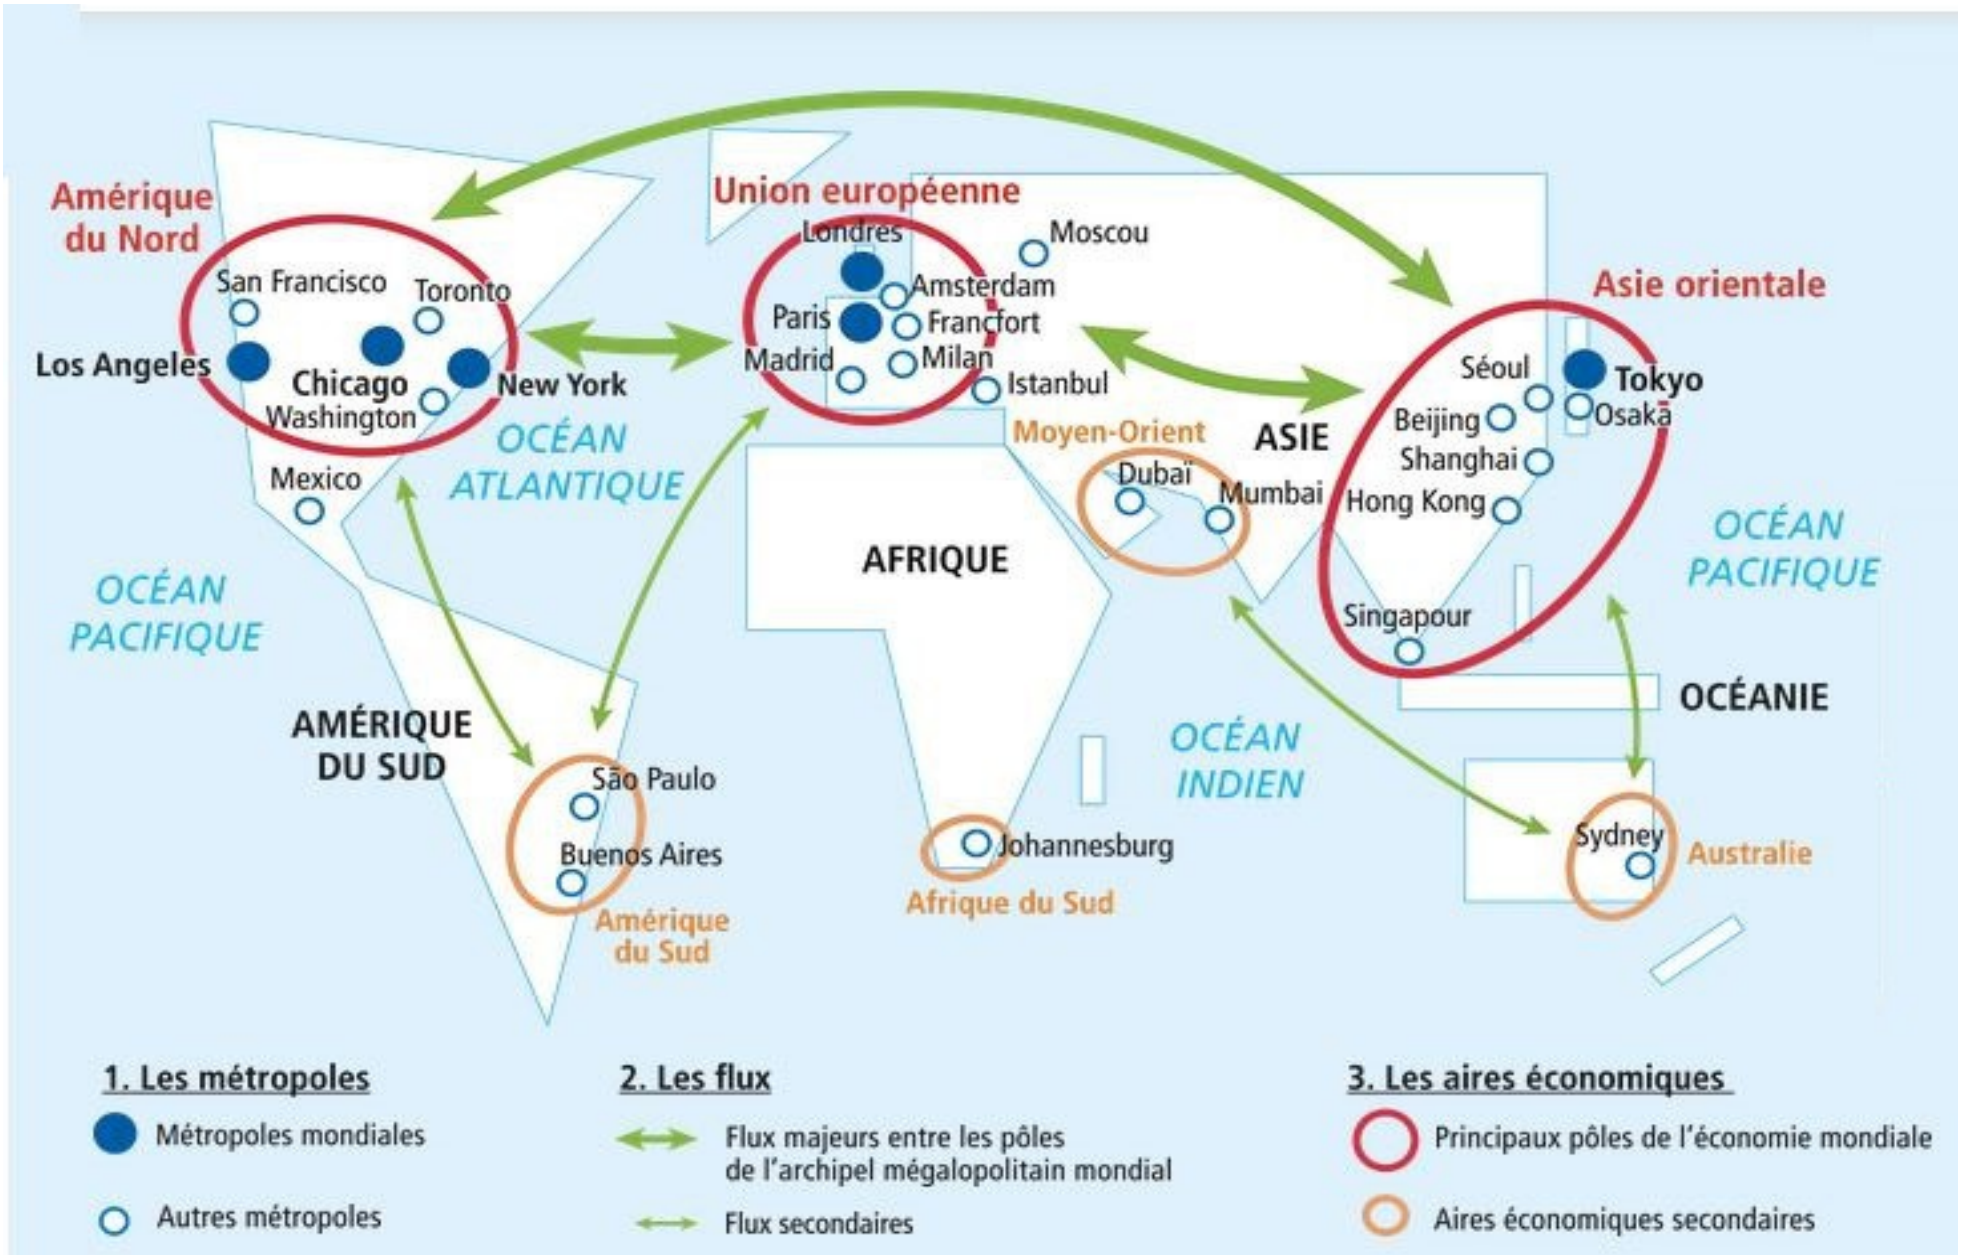 Amérique
du Nord
San Francisco
Toronto
Los Angeles
Chicago
New York
Washington
Mexico
OCÉAN
ATLANTIQUE
OCÉAN
PACIFIQUE
Union européenne
Londres
Amsterdam
Paris
Francfort
Madrid
Milan
Istanbul
Moscou
Asie orientale
Séoul
Tokyo
Osaka
Beijing
Shanghai
Hong Kong
Singapour
Moyen-Orient
Dubaï
Mumbai
ASIE
AFRIQUE
OCÉAN
PACIFIQUE
OCÉANIE
AMÉRIQUE
DU SUD
São Paulo
Buenos Aires
Amérique
du Sud
Johannesburg
Afrique du Sud
OCÉAN
INDIEN
Sydney
Australie
1. Les métropoles
Métropoles mondiales
Autres métropoles
2. Les flux
Flux majeurs entre les pôles
de l'archipel mégalopolitain mondial
Flux secondaires
3. Les aires économiques
Principaux pôles de l'économie mondiale
Aires économiques secondaires